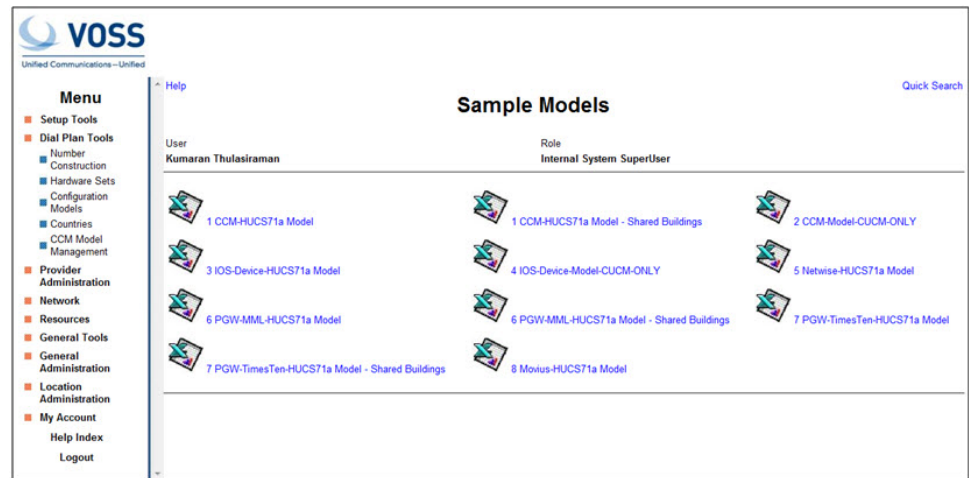 VOSS
Unified Communications—Unified
Menu
Setup Tools
Dial Plan Tools
Number
Construction
Hardware Sets
Configuration
Models
Countries
CCM Model
Management
Provider
Administration
Network
Resources
General Tools
General
Administration
Location
Administration
My Account
Help Index
Logout
Help
Quick Search
Sample Models
User
Role
Kumaran Thulasiraman
Internal System SuperUser
1 CCM-HUCS71a Model
1 CCM-HUCS71a Model - Shared Buildings
2 CCM-Model-CUCM-ONLY
3 IOS-Device-HUCS71a Model
4 IOS-Device-Model-CUCM-ONLY
5 Netwise-HUCS71a Model
6 PGW-MML-HUCS71a Model
6 PGW-MML-HUCS71a Model - Shared Buildings
7 PGW-TimesTen-HUCS71a Model
7 PGW-TimesTen-HUCS71a Model - Shared Buildings
8 Movius-HUCS71a Model